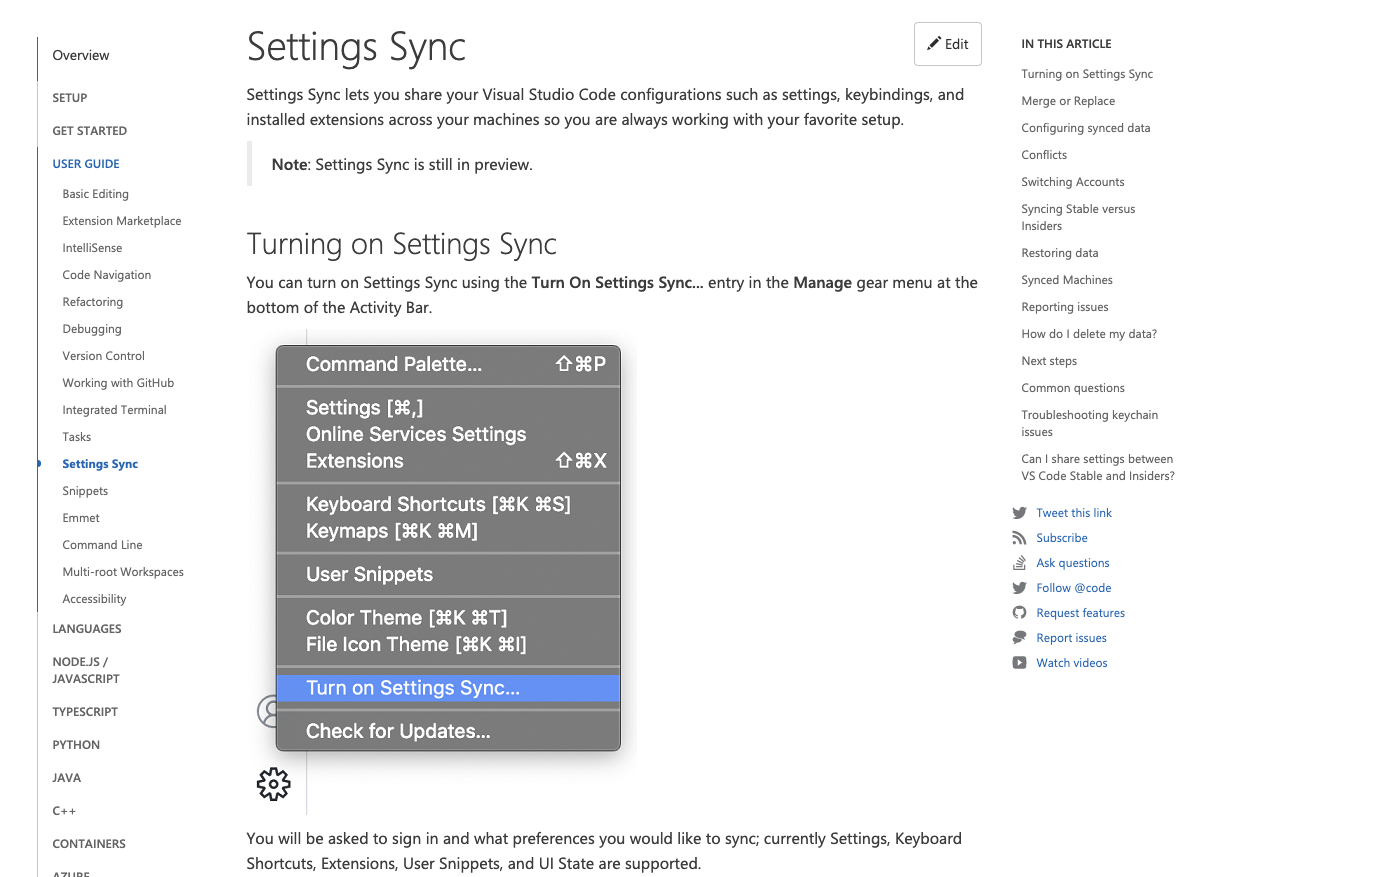 Overview
SETUP
GET STARTED
USER GUIDE
Basic Editing
Extension Marketplace
IntelliSense
Code Navigation
Refactoring
Debugging
Version Control
Working with GitHub
Integrated Terminal
Tasks
Settings Sync
Snippets
Emmet
Command Line
Multi-root Workspaces
Accessibility
LANGUAGES
NODE.JS /
JAVASCRIPT
TYPESCRIPT
PYTHON
JAVA
C++
CONTAINERS
AZURE
Settings Sync
Edit
Settings Sync lets you share your Visual Studio Code configurations such as settings, keybindings, and
installed extensions across your machines so you are always working with your favorite setup.
Note: Settings Sync is still in preview.
Turning on Settings Sync
You can turn on Settings Sync using the Turn On Settings Sync... entry in the Manage gear menu at the
bottom of the Activity Bar.
Command Palette... ⇧⌘P
Settings [⌘,]
Online Services Settings
Extensions ⇧⌘X
Keyboard Shortcuts [⌘K ⌘S]
Keymaps [⌘K ⌘M]
User Snippets
Color Theme [⌘K ⌘T]
File Icon Theme [⌘K ⌘I]
Turn on Settings Sync...
Check for Updates...
You will be asked to sign in and what preferences you would like to sync; currently Settings, Keyboard
Shortcuts, Extensions, User Snippets, and UI State are supported.
IN THIS ARTICLE
Turning on Settings Sync
Merge or Replace
Configuring synced data
Conflicts
Switching Accounts
Syncing Stable versus
Insiders
Restoring data
Synced Machines
Reporting issues
How do I delete my data?
Next steps
Common questions
Troubleshooting keychain
issues
Can I share settings between
VS Code Stable and Insiders?
Tweet this link
Subscribe
Ask questions
Follow @code
Request features
Report issues
Watch videos